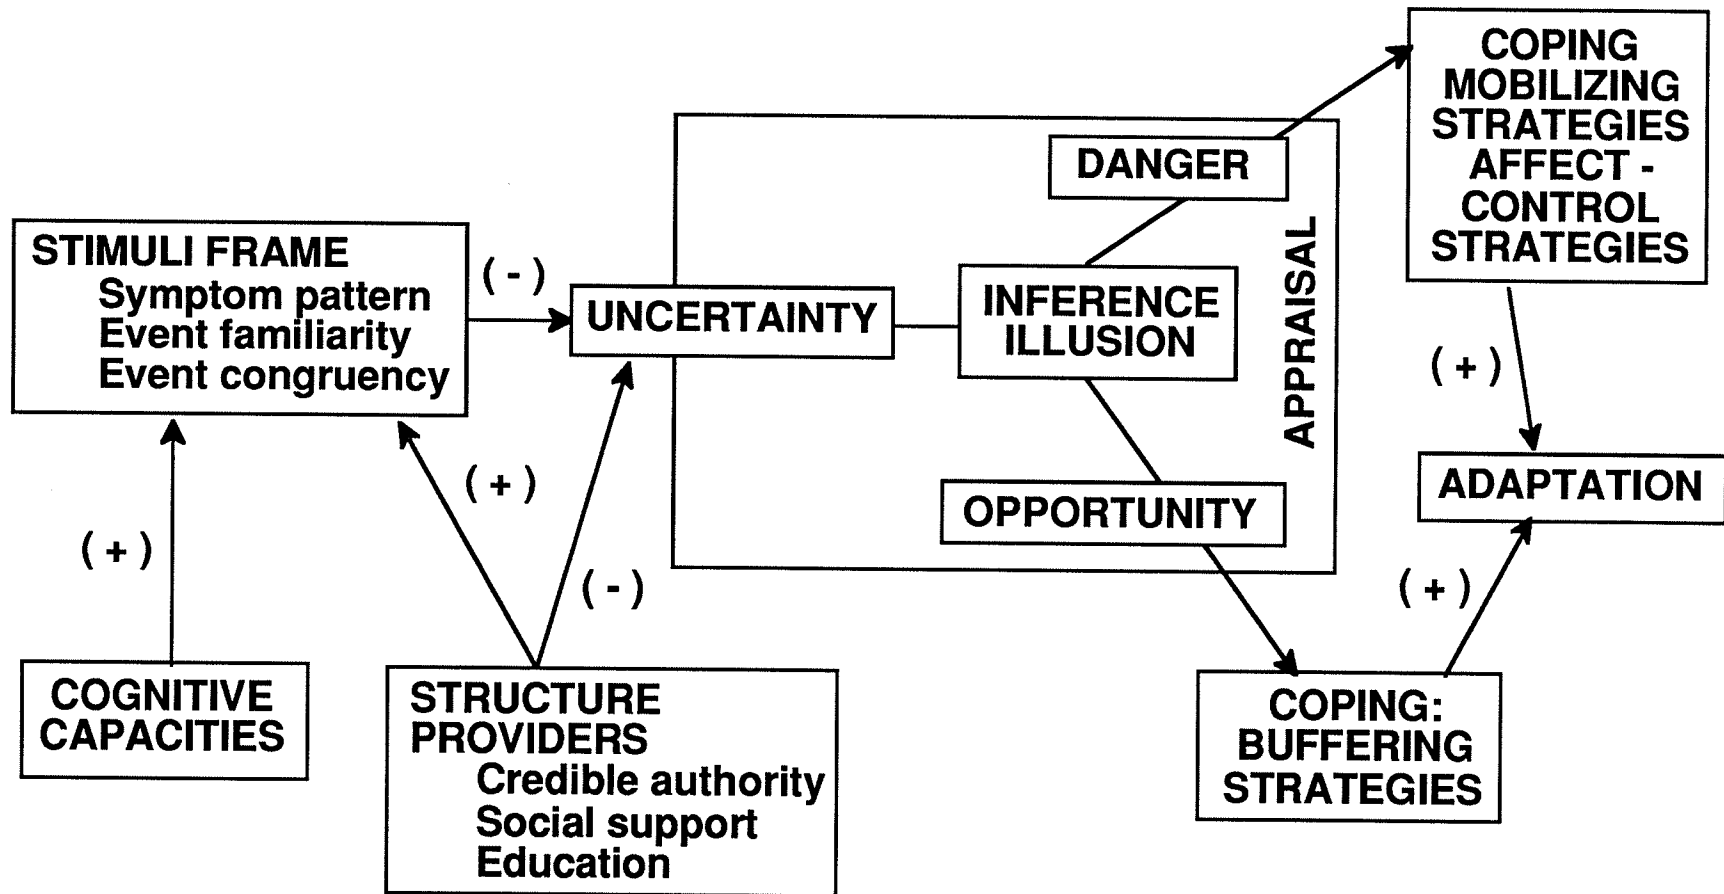 STIMULI FRAME
Symptom pattern
Event familiarity
Event congruency
( - )
UNCERTAINTY
( + )
( + )
( - )
COGNITIVE
CAPACITIES
STRUCTURE
PROVIDERS
Credible authority
Social support
Education
DANGER
INFERENCE
ILLUSION
OPPORTUNITY
APPRAISAL
COPING
MOBILIZING
STRATEGIES
AFFECT -
CONTROL
STRATEGIES
( + )
ADAPTATION
( + )
COPING:
BUFFERING
STRATEGIES